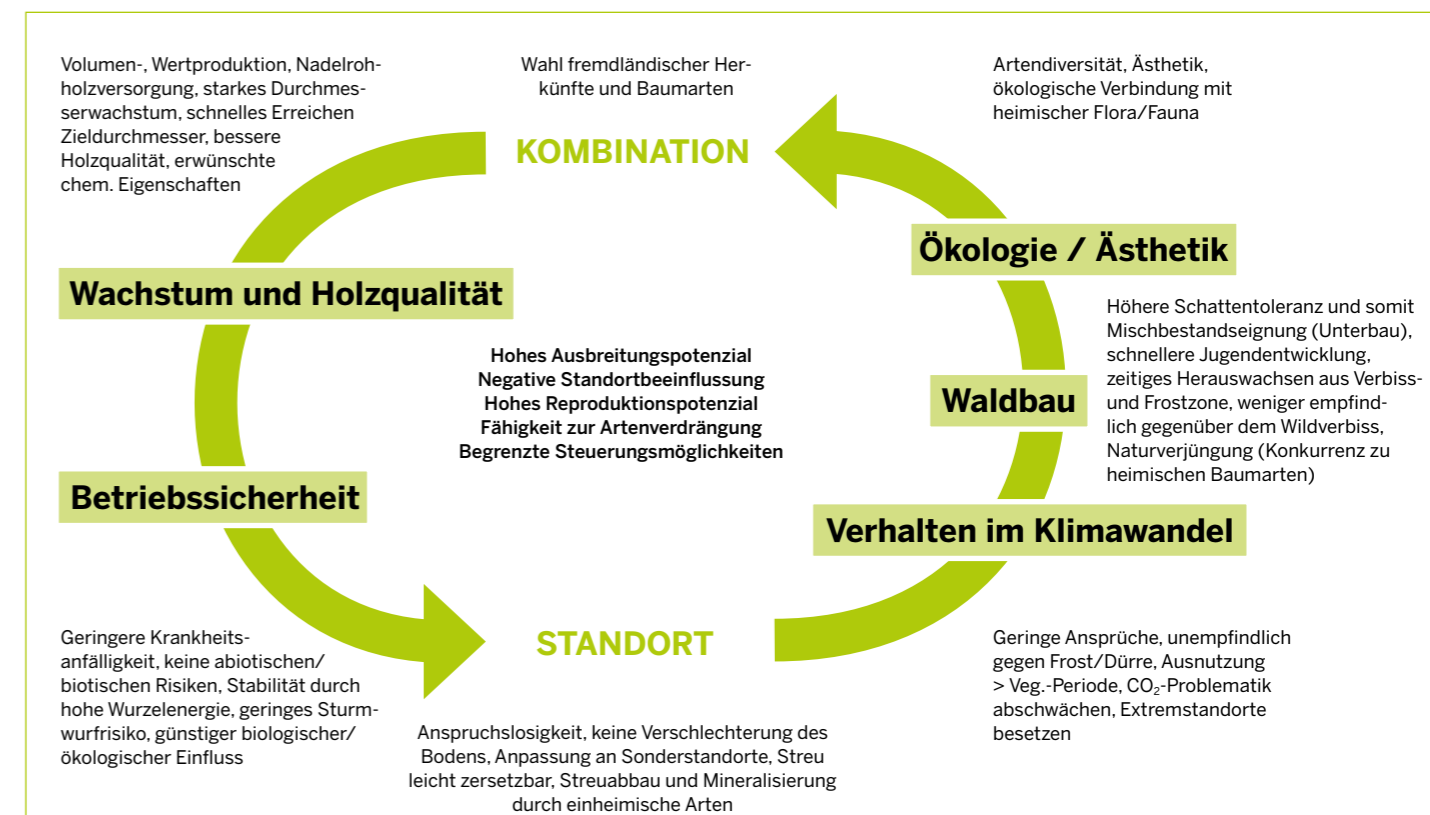 Volumen-, Wertproduktion, Nadelroh-
holzversorgung, starkes Durchmes-
serwachstum, schnelles Erreichen
Zieldurchmesser, bessere
Holzqualität, erwünschte
chem. Eigenschaften
Wahl fremdländischer Her-
künfte und Baumarten
KOMBINATION
Artendiversität, Ästhetik,
ökologische Verbindung mit
heimischer Flora/Fauna
Ökologie / Ästhetik
Wachstum und Holzqualität
Höhere Schattentoleranz und somit
Mischbestandseignung (Unterbau),
schnellere Jugendentwicklung,
zeitiges Herauswachsen aus Verbiss-
und Frostzone, weniger empfind-
lich gegenüber dem Wildverbiss,
Naturverjüngung (Konkurrenz zu
heimischen Baumarten)
Hohes Ausbreitungspotenzial
Negative Standortbeeinflussung
Hohes Reproduktionspotenzial
Fähigkeit zur Artenverdrängung
Begrenzte Steuerungsmöglichkeiten
Waldbau
Betriebssicherheit
Verhalten im Klimawandel
Geringere Krankheits-
anfälligkeit, keine abiotischen/
biotischen Risiken, Stabilität durch
hohe Wurzelenergie, geringes Sturm-
wurfrisiko, günstiger biologischer/
ökologischer Einfluss
STANDORT
Anspruchslosigkeit, keine Verschlechterung des
Bodens, Anpassung an Sonderstandorte, Streu
leicht zersetzbar, Streuabbau und Mineralisierung
durch einheimische Arten
Geringe Ansprüche, unempfindlich
gegen Frost/Dürre, Ausnutzung
> Veg.-Periode, CO₂-Problematik
abschwächen, Extremstandorte
besetzen